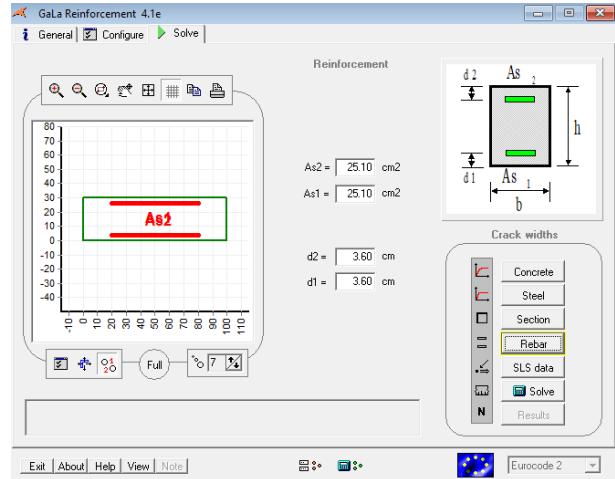 GaLa Reinforcement 4.1e
General
Configure
Solve
Reinforcement
80
70
60
50
40
30
20
10
0
-10
-20
-30
-40
-10 0 10 20 30 40 50 60 70 80 90 100 110
As2 = 25.10 cm2
As1 = 25.10 cm2
d2 = 3.60 cm
d1 = 3.60 cm
Full
7
d 2 As 2
h
d 1 As 1
b
Crack widths
Concrete
Steel
Section
Rebar
SLS data
Solve
N Results
Exit About Help View Note
Eurocode 2